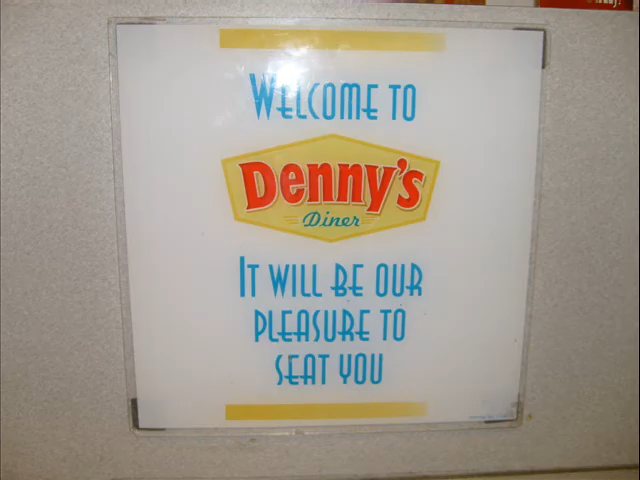 WELCOME TO
Denny's
Diner
IT WILL BE OUR
PLEASURE TO
SEAT YOU